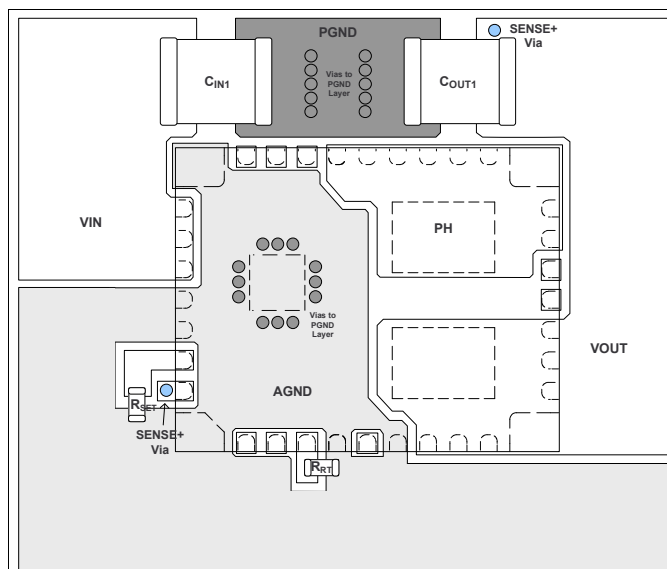 PGND
SENSE+
Via
CIN1
Vias to
PGND
Layer
COUT1
VIN
PH
Vias to
PGND
Layer
VOUT
AGND
RSET
SENSE+
Via
RRT